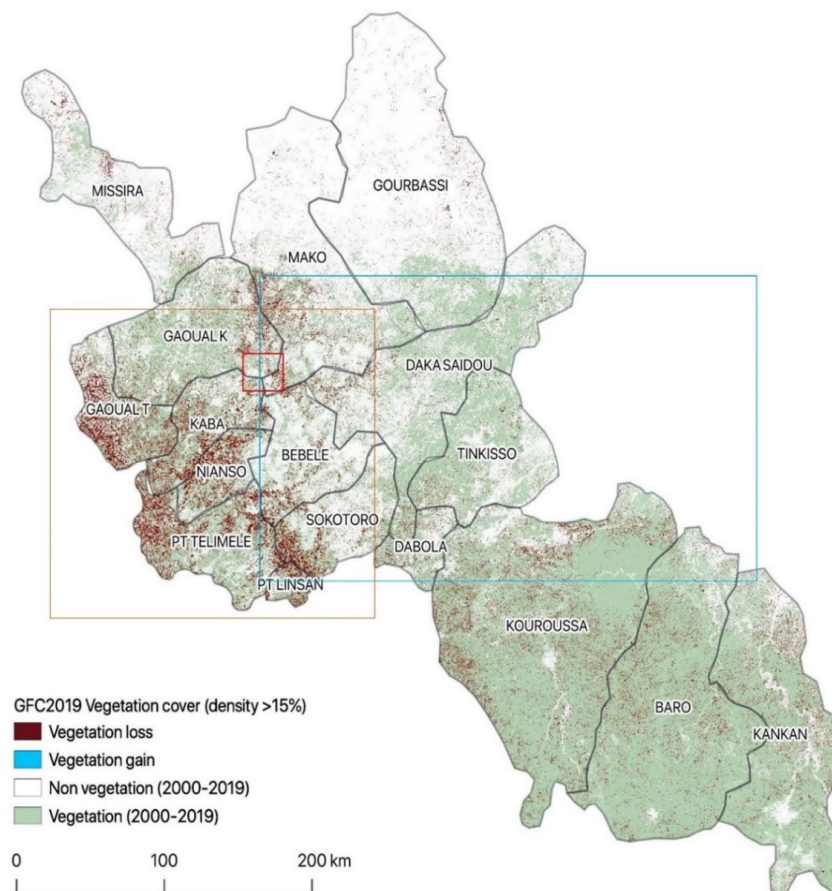 GOURBASSI
MISSIRA
MAKO
GAOUAL K
DAKA SAIDOU
GAOUAL T
KABA
BEBELE
TINKISSO
NIANSO
SOKOTORO
PT TELIMELE
DABOLA
PT LINSAN
KOUROUSSA
BARO
KANKAN
GFC2019 Vegetation cover (density >15%)
Vegetation loss
Vegetation gain
Non vegetation (2000-2019)
Vegetation (2000-2019)
0 100 200 km